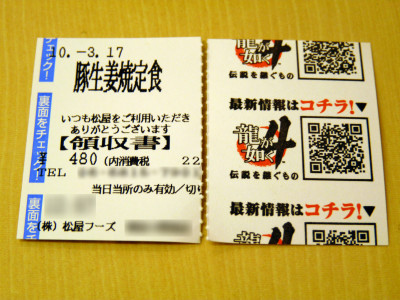 チェック!
10.-3.17
豚生姜焼定食
いつも松屋をご利用いただき
ありがとうございます
裏面をチェック!
【領収書】
480(内消費税 22
TEL
当日当所のみ有効/切り
裏面をチ
(株)松屋フーズ
龍が如く4
伝説を継ぐもの
最新情報はコチラ!▼
龍が如く4
伝説を継ぐもの
最新情報はコチラ!▼